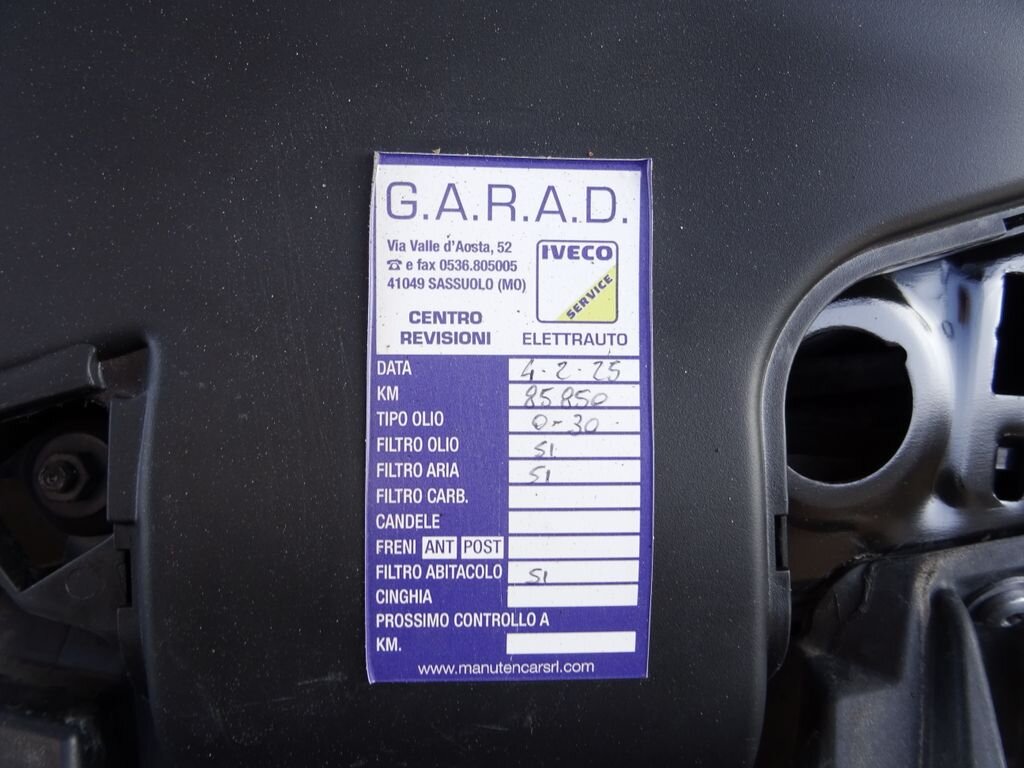 G.A.R.A.D.
Via Valle d'Aosta, 52
☎ e fax 0536.805005
41049 SASSUOLO (MO)
IVECO
SERVICE
CENTRO
REVISIONI
ELETTRAUTO
DATA 4-2-25
KM 85850
TIPO OLIO 0-30
FILTRO OLIO SI
FILTRO ARIA SI
FILTRO CARB.
CANDELE
FRENI ANT POST
FILTRO ABITACOLO SI
CINGHIA
PROSSIMO CONTROLLO A
KM.
www.manutencarsrl.com